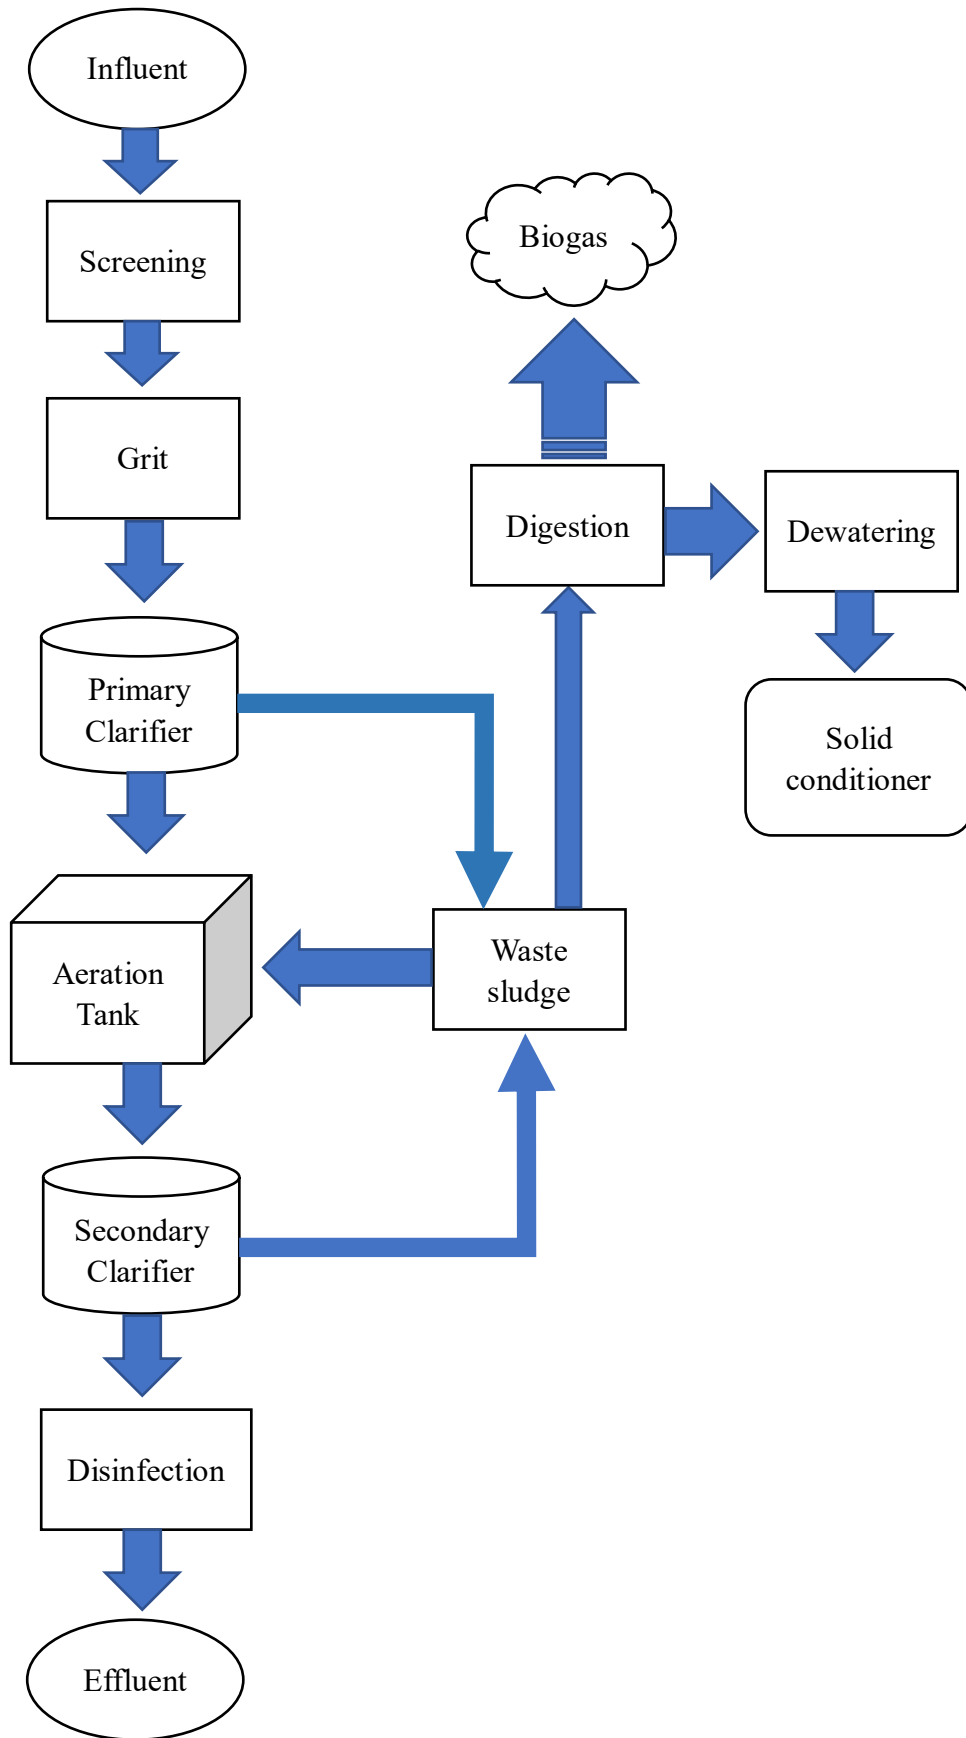 Influent
Screening
Biogas
Grit
Digestion
Dewatering
Primary
Clarifier
Solid
conditioner
Aeration
Tank
Waste
sludge
Secondary
Clarifier
Disinfection
Effluent